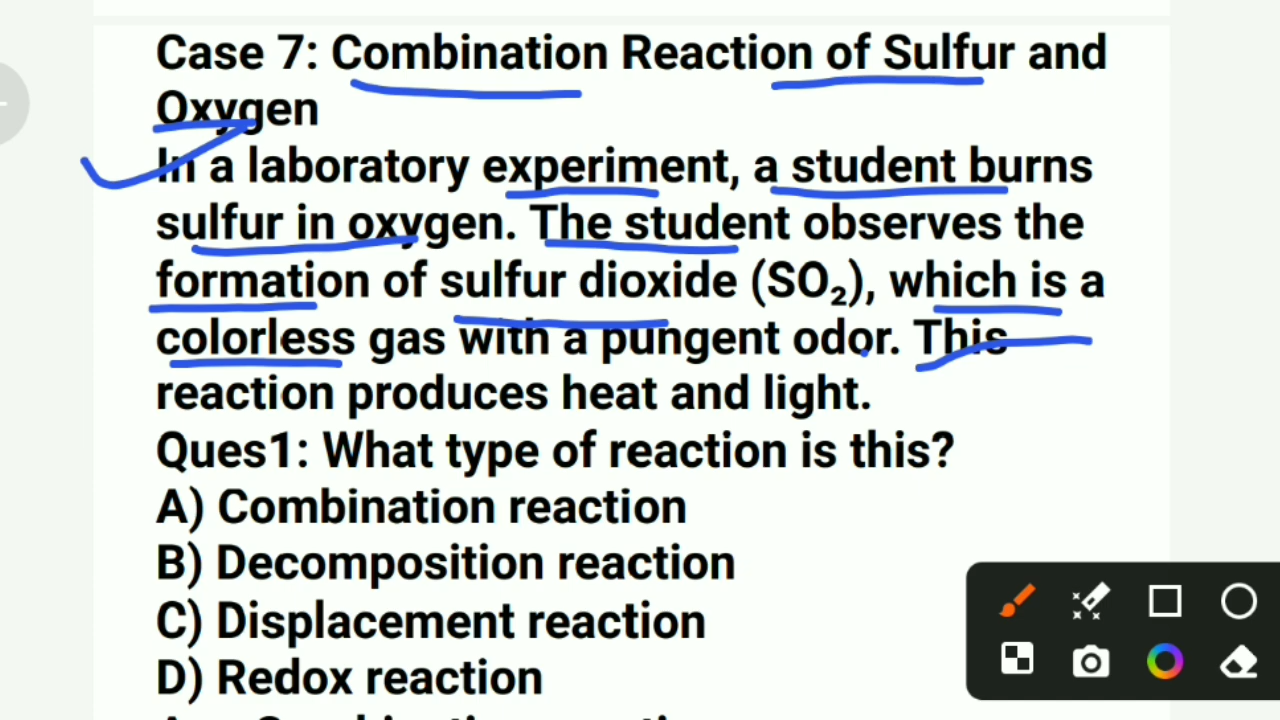 Case 7: Combination Reaction of Sulfur and
Oxygen
In a laboratory experiment, a student burns
sulfur in oxygen. The student observes the
formation of sulfur dioxide (SO₂), which is a
colorless gas with a pungent odor. This
reaction produces heat and light.
Ques1: What type of reaction is this?
A) Combination reaction
B) Decomposition reaction
C) Displacement reaction
D) Redox reaction